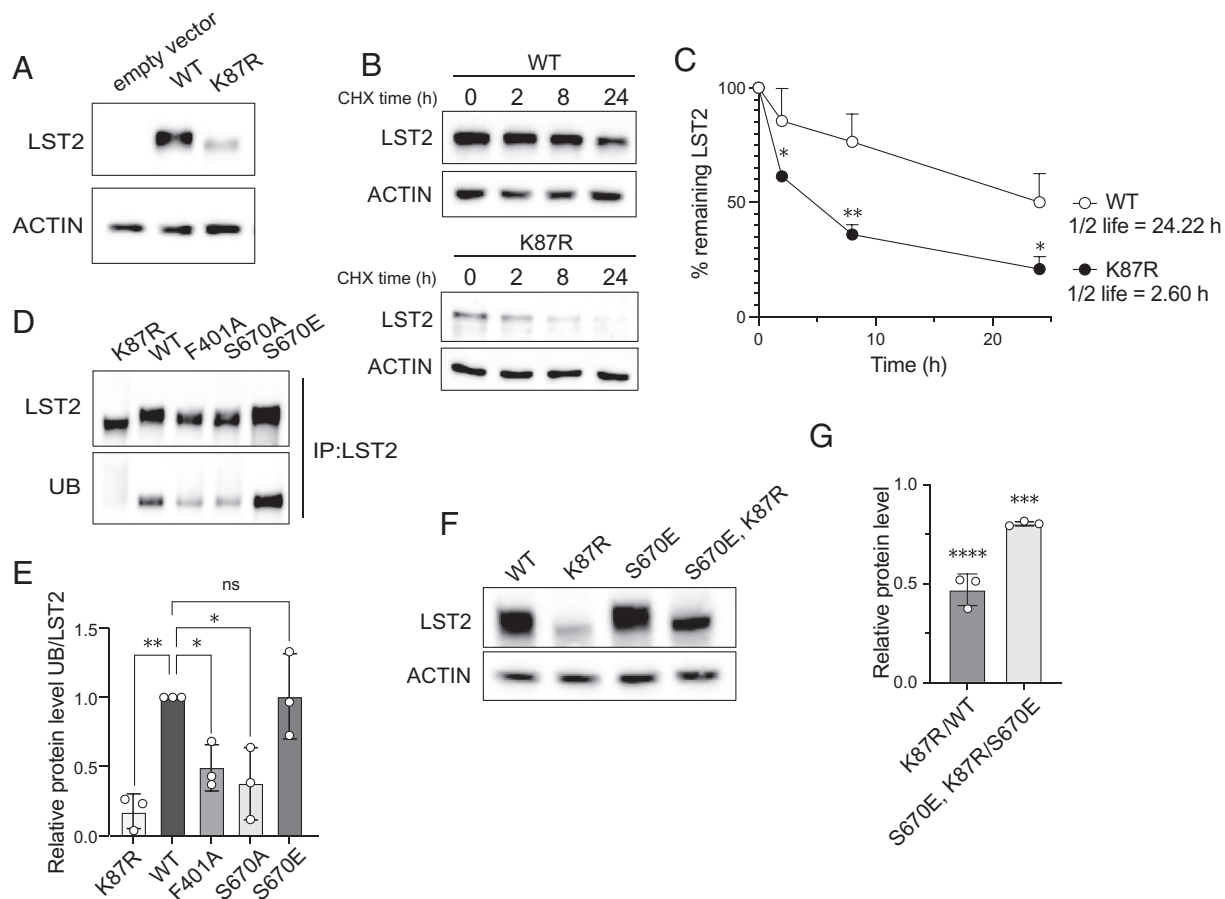 A
empty vector
WT
K87R
LST2
ACTIN
B
WT
CHX time (h) 0 2 8 24
LST2
ACTIN
K87R
CHX time (h) 0 2 8 24
LST2
ACTIN
C
% remaining LST2
100
50
0
*
**
*
0 10 20
Time (h)
WT
1/2 life = 24.22 h
K87R
1/2 life = 2.60 h
D
K87R
WT
F401A
S670A
S670E
LST2
UB
IP:LST2
E
Relative protein level UB/LST2
1.5
1.0
0.5
0.0
** * * ns
K87R
WT
F401A
S670A
S670E
F
WT
K87R
S670E
S670E, K87R
LST2
ACTIN
G
Relative protein level
1.0
0.5
0.0
****
***
K87R/WT
S670E, K87R/S670E